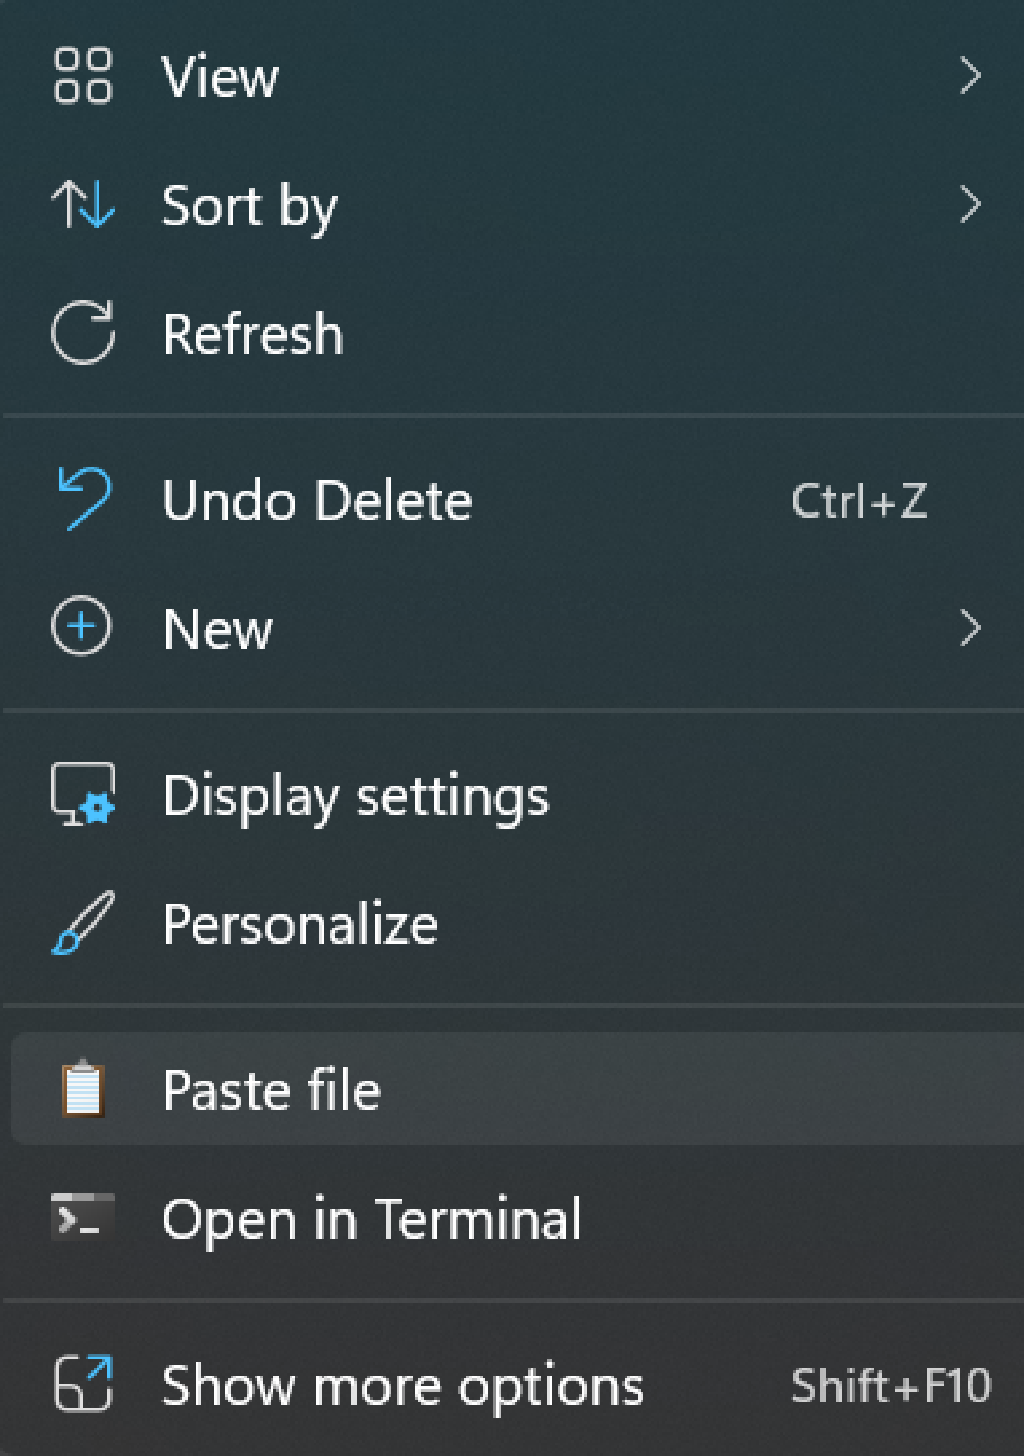 View
Sort by
Refresh
Undo Delete Ctrl+Z
New
Display settings
Personalize
Paste file
Open in Terminal
Show more options Shift+F10